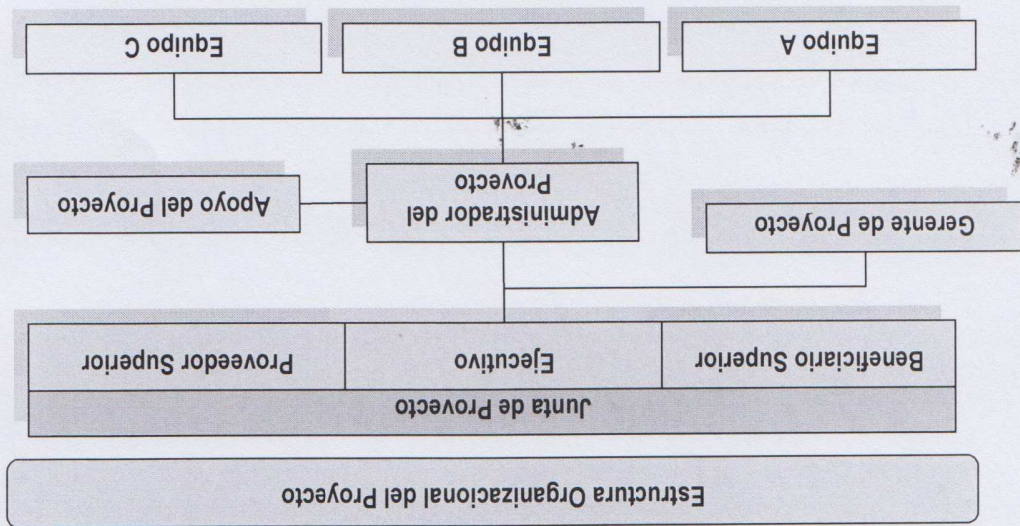 Estructura Organizacional del Proyecto
Junta de Proyecto
Beneficiario Superior
Ejecutivo
Proveedor Superior
Gerente de Proyecto
Administrador del
Proyecto
Apoyo del Proyecto
Equipo A
Equipo B
Equipo C